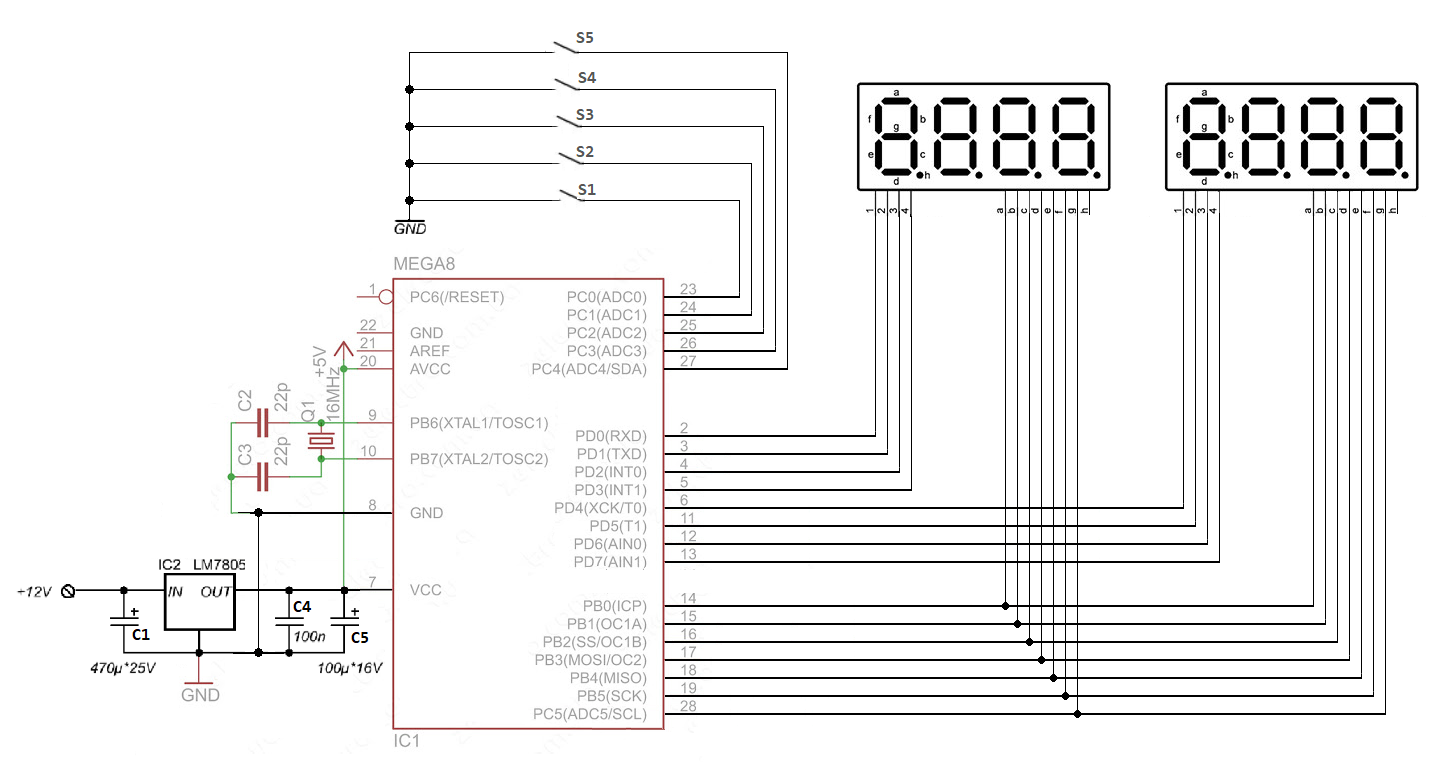 S5
S4
S3
S2
S1
GND
a
f b
g
e c
d h
1 2 3 4 a b c d e f g h
a
f b
g
e c
d h
1 2 3 4 a b c d e f g h
MEGA8
1 PC6(/RESET)
22 GND
21 AREF
20 AVCC
9 PB6(XTAL1/TOSC1)
10 PB7(XTAL2/TOSC2)
8 GND
7 VCC
PC0(ADC0) 23
PC1(ADC1) 24
PC2(ADC2) 25
PC3(ADC3) 26
PC4(ADC4/SDA) 27
PD0(RXD) 2
PD1(TXD) 3
PD2(INT0) 4
PD3(INT1) 5
PD4(XCK/T0) 6
PD5(T1) 11
PD6(AIN0) 12
PD7(AIN1) 13
PB0(ICP) 14
PB1(OC1A) 15
PB2(SS/OC1B) 16
PB3(MOSI/OC2) 17
PB4(MISO) 18
PB5(SCK) 19
PC5(ADC5/SCL) 28
IC1
+5V
C2 22p
Q1 16MHz
C3 22p
IC2 LM7805
+12V
IN OUT
+
C1
470µ*25V
C4
100n
+
C5
100µ*16V
GND